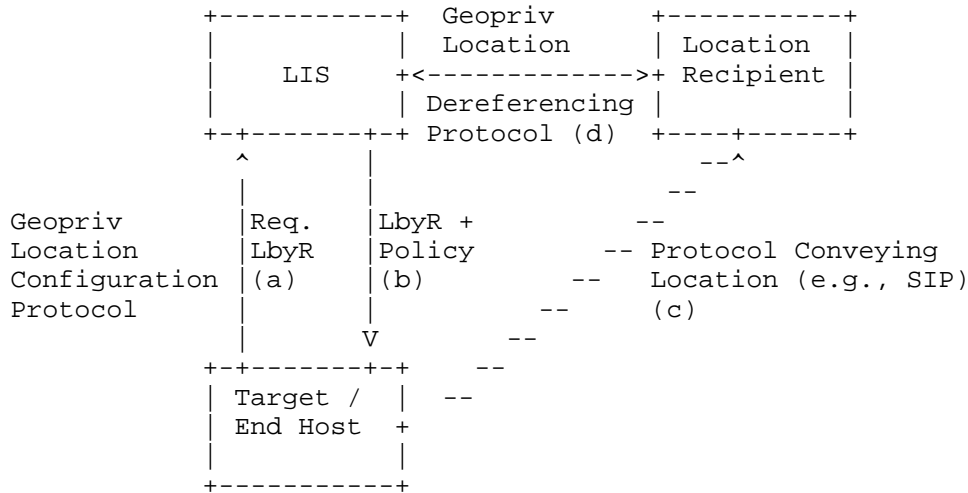 Geopriv
Location Location
LIS Recipient
Dereferencing
Protocol (d)
Geopriv Req. LbyR +
Location LbyR Policy Protocol Conveying
Configuration (a) (b) Location (e.g., SIP)
Protocol (c)
Target /
End Host